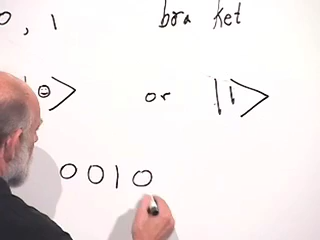 0, 1 bra ket
0> or |1>
0010